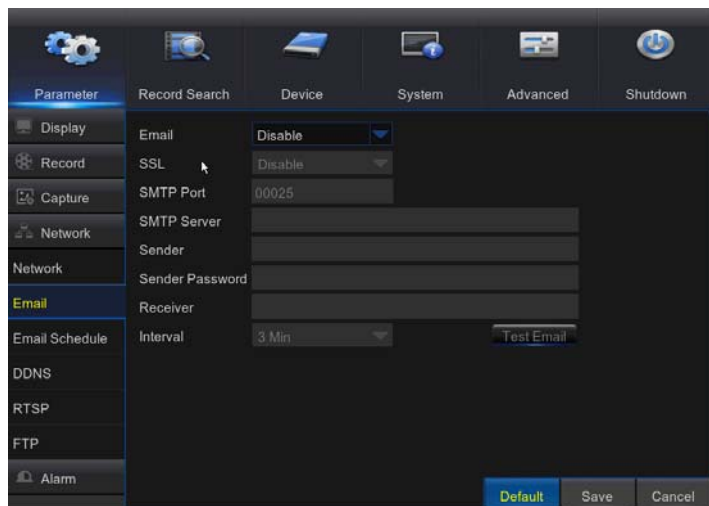 Parameter
Record Search
Device
System
Advanced
Shutdown
Display
Record
Capture
Network
Network
Email
Email Schedule
DDNS
RTSP
FTP
Alarm
Email Disable
SSL Disable
SMTP Port 00025
SMTP Server
Sender
Sender Password
Receiver
Interval 3 Min Test Email
Default Save Cancel